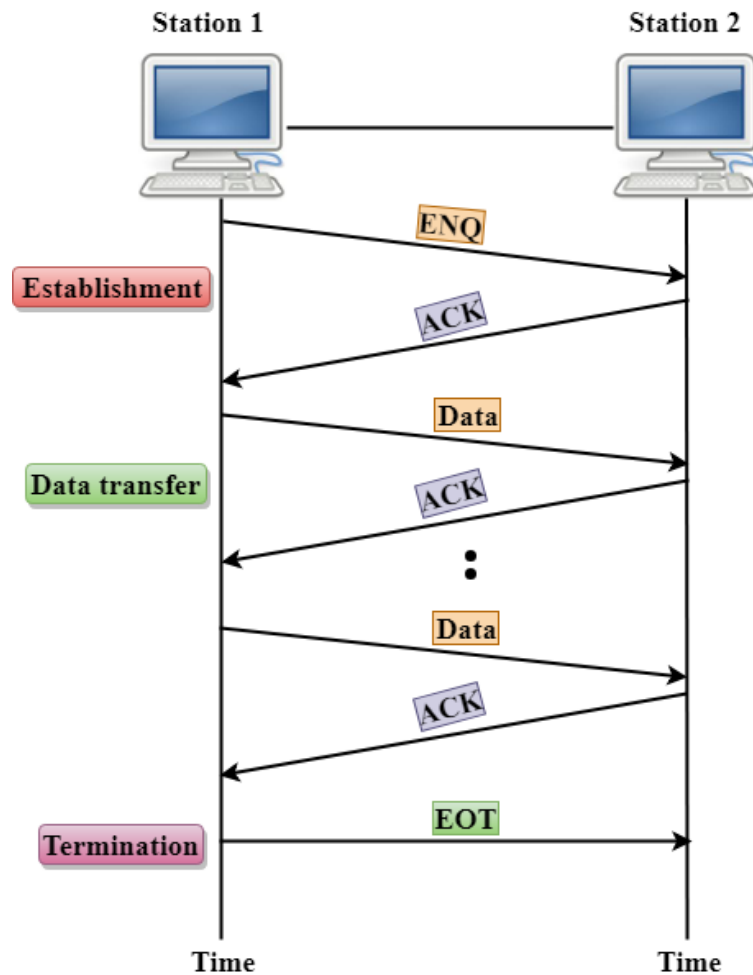 Station 1
Station 2
ENQ
Establishment
ACK
Data
Data transfer
ACK
Data
ACK
EOT
Termination
Time
Time